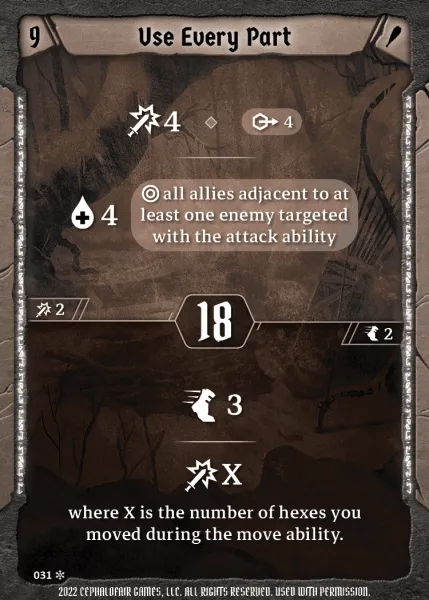 9 Use Every Part
4 4
4 all allies adjacent to at
least one enemy targeted
with the attack ability
2 18 2
3
X
where X is the number of hexes you
moved during the move ability.
031
2022 CEPHALOFAIR GAMES, LLC. ALL RIGHTS RESERVED. USED WITH PERMISSION.